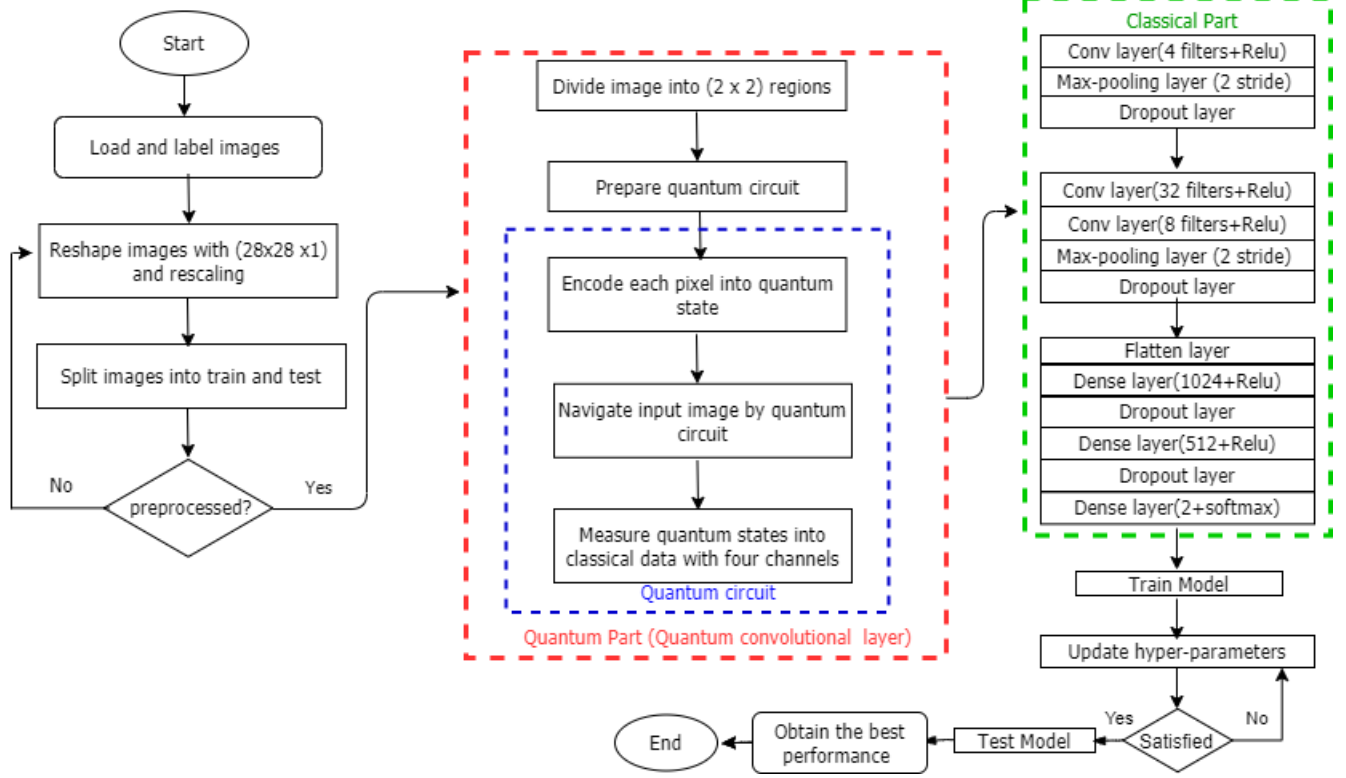 Start
Load and label images
Reshape images with (28x28 x1)
and rescaling
Split images into train and test
preprocessed?
No
Yes
Divide image into (2 x 2) regions
Prepare quantum circuit
Encode each pixel into quantum
state
Navigate input image by quantum
circuit
Measure quantum states into
classical data with four channels
Quantum circuit
Quantum Part (Quantum convolutional layer)
Classical Part
Conv layer(4 filters+Relu)
Max-pooling layer (2 stride)
Dropout layer
Conv layer(32 filters+Relu)
Conv layer(8 filters+Relu)
Max-pooling layer (2 stride)
Dropout layer
Flatten layer
Dense layer(1024+Relu)
Dropout layer
Dense layer(512+Relu)
Dropout layer
Dense layer(2+softmax)
Train Model
Update hyper-parameters
Satisfied
No
Yes
Test Model
Obtain the best
performance
End